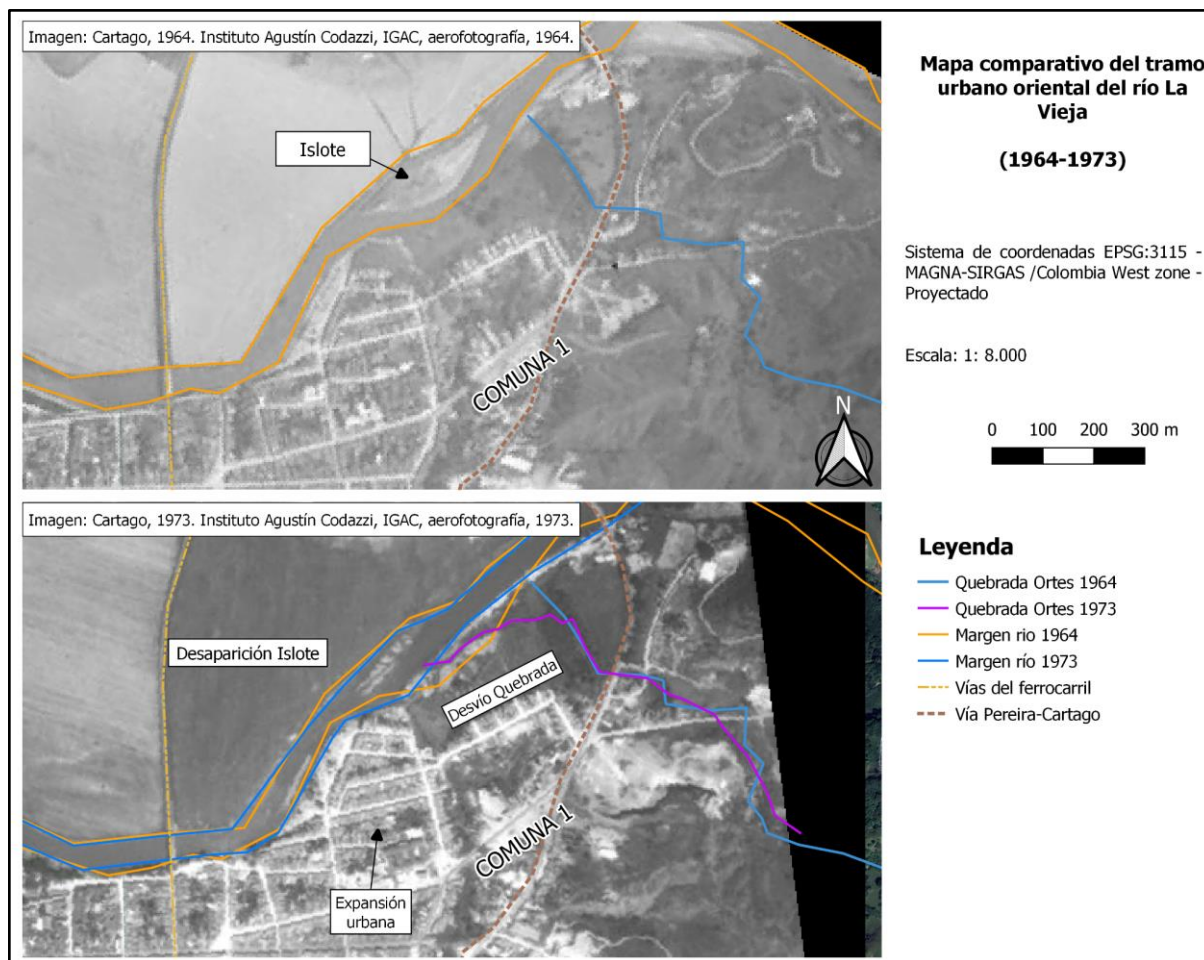 Imagen: Cartago, 1964. Instituto Agustín Codazzi, IGAC, aerofotografía, 1964.
Islote
COMUNA 1
N
Imagen: Cartago, 1973. Instituto Agustín Codazzi, IGAC, aerofotografía, 1973.
Desaparición Islote
Desvío Quebrada
COMUNA 1
Expansión
urbana
Mapa comparativo del tramo
urbano oriental del río La
Vieja
(1964-1973)
Sistema de coordenadas EPSG:3115 -
MAGNA-SIRGAS /Colombia West zone -
Proyectado
Escala: 1: 8.000
0 100 200 300 m
Leyenda
Quebrada Ortes 1964
Quebrada Ortes 1973
Margen rio 1964
Margen río 1973
Vías del ferrocarril
Vía Pereira-Cartago